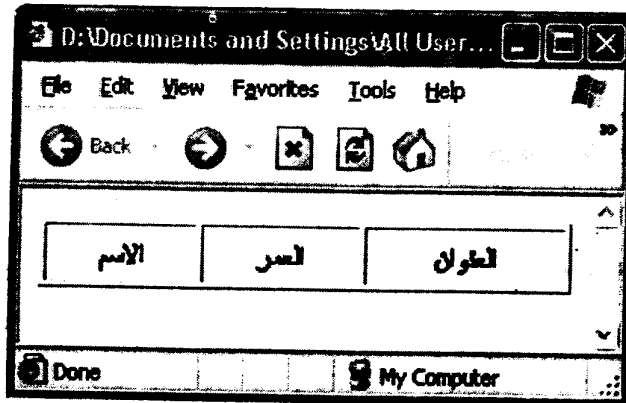 D:\Documents and Settings\All User...
File Edit View Favorites Tools Help
Back
الاسم العمر العنوان
Done My Computer